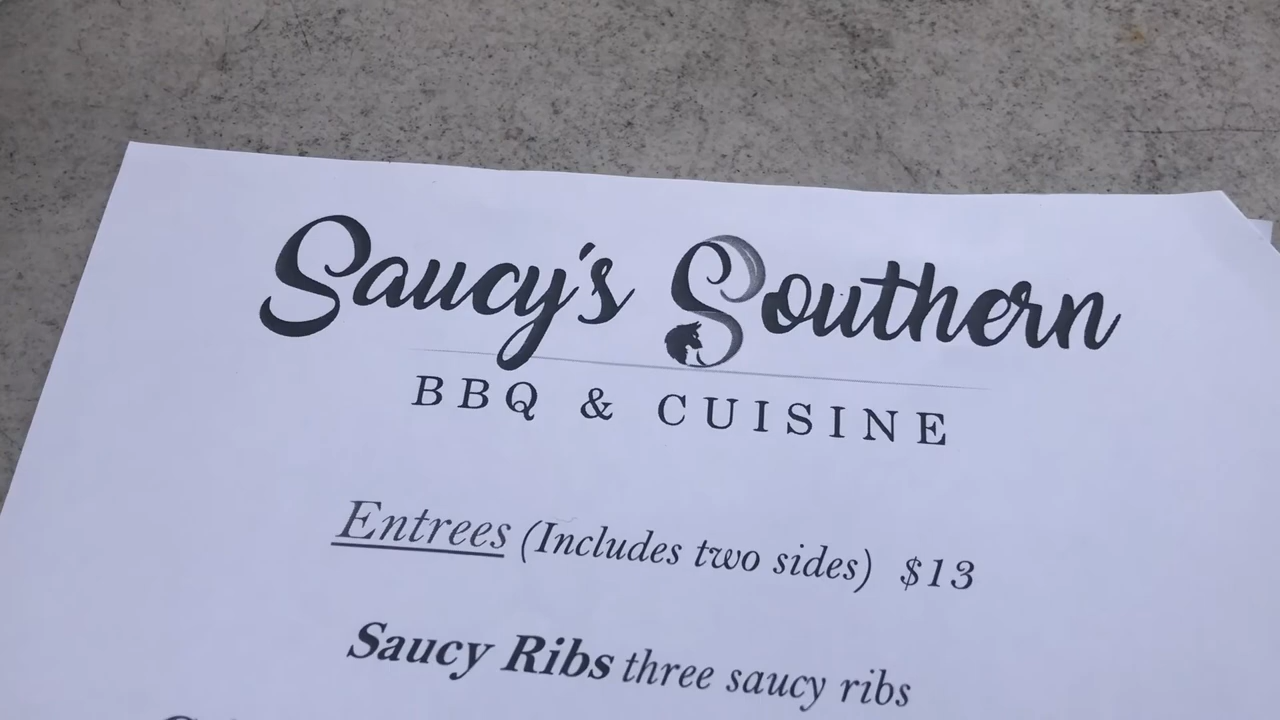 Saucy's Southern
BBQ & CUISINE
Entrees (Includes two sides) $13
Saucy Ribs three saucy ribs